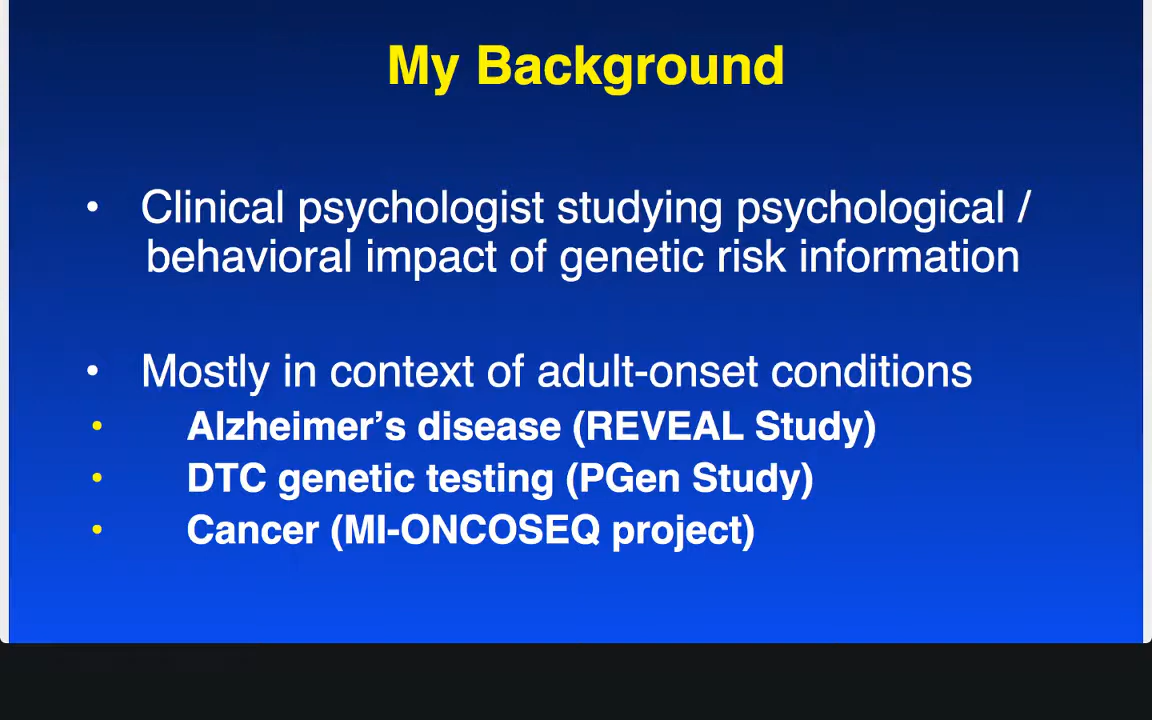 My Background
• Clinical psychologist studying psychological /
behavioral impact of genetic risk information
• Mostly in context of adult-onset conditions
• Alzheimer’s disease (REVEAL Study)
• DTC genetic testing (PGen Study)
• Cancer (MI-ONCOSEQ project)